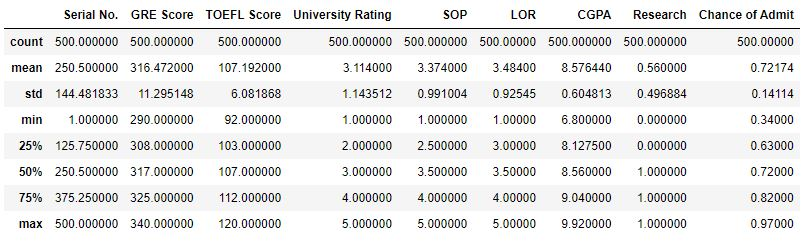 Serial No. GRE Score TOEFL Score University Rating SOP LOR CGPA Research Chance of Admit
count 500.000000 500.000000 500.000000 500.000000 500.000000 500.00000 500.000000 500.000000 500.00000
mean 250.500000 316.472000 107.192000 3.114000 3.374000 3.48400 8.576440 0.560000 0.72174
std 144.481833 11.295148 6.081868 1.143512 0.991004 0.92545 0.604813 0.496884 0.14114
min 1.000000 290.000000 92.000000 1.000000 1.000000 1.00000 6.800000 0.000000 0.34000
25% 125.750000 308.000000 103.000000 2.000000 2.500000 3.00000 8.127500 0.000000 0.63000
50% 250.500000 317.000000 107.000000 3.000000 3.500000 3.50000 8.560000 1.000000 0.72000
75% 375.250000 325.000000 112.000000 4.000000 4.000000 4.00000 9.040000 1.000000 0.82000
max 500.000000 340.000000 120.000000 5.000000 5.000000 5.00000 9.920000 1.000000 0.97000